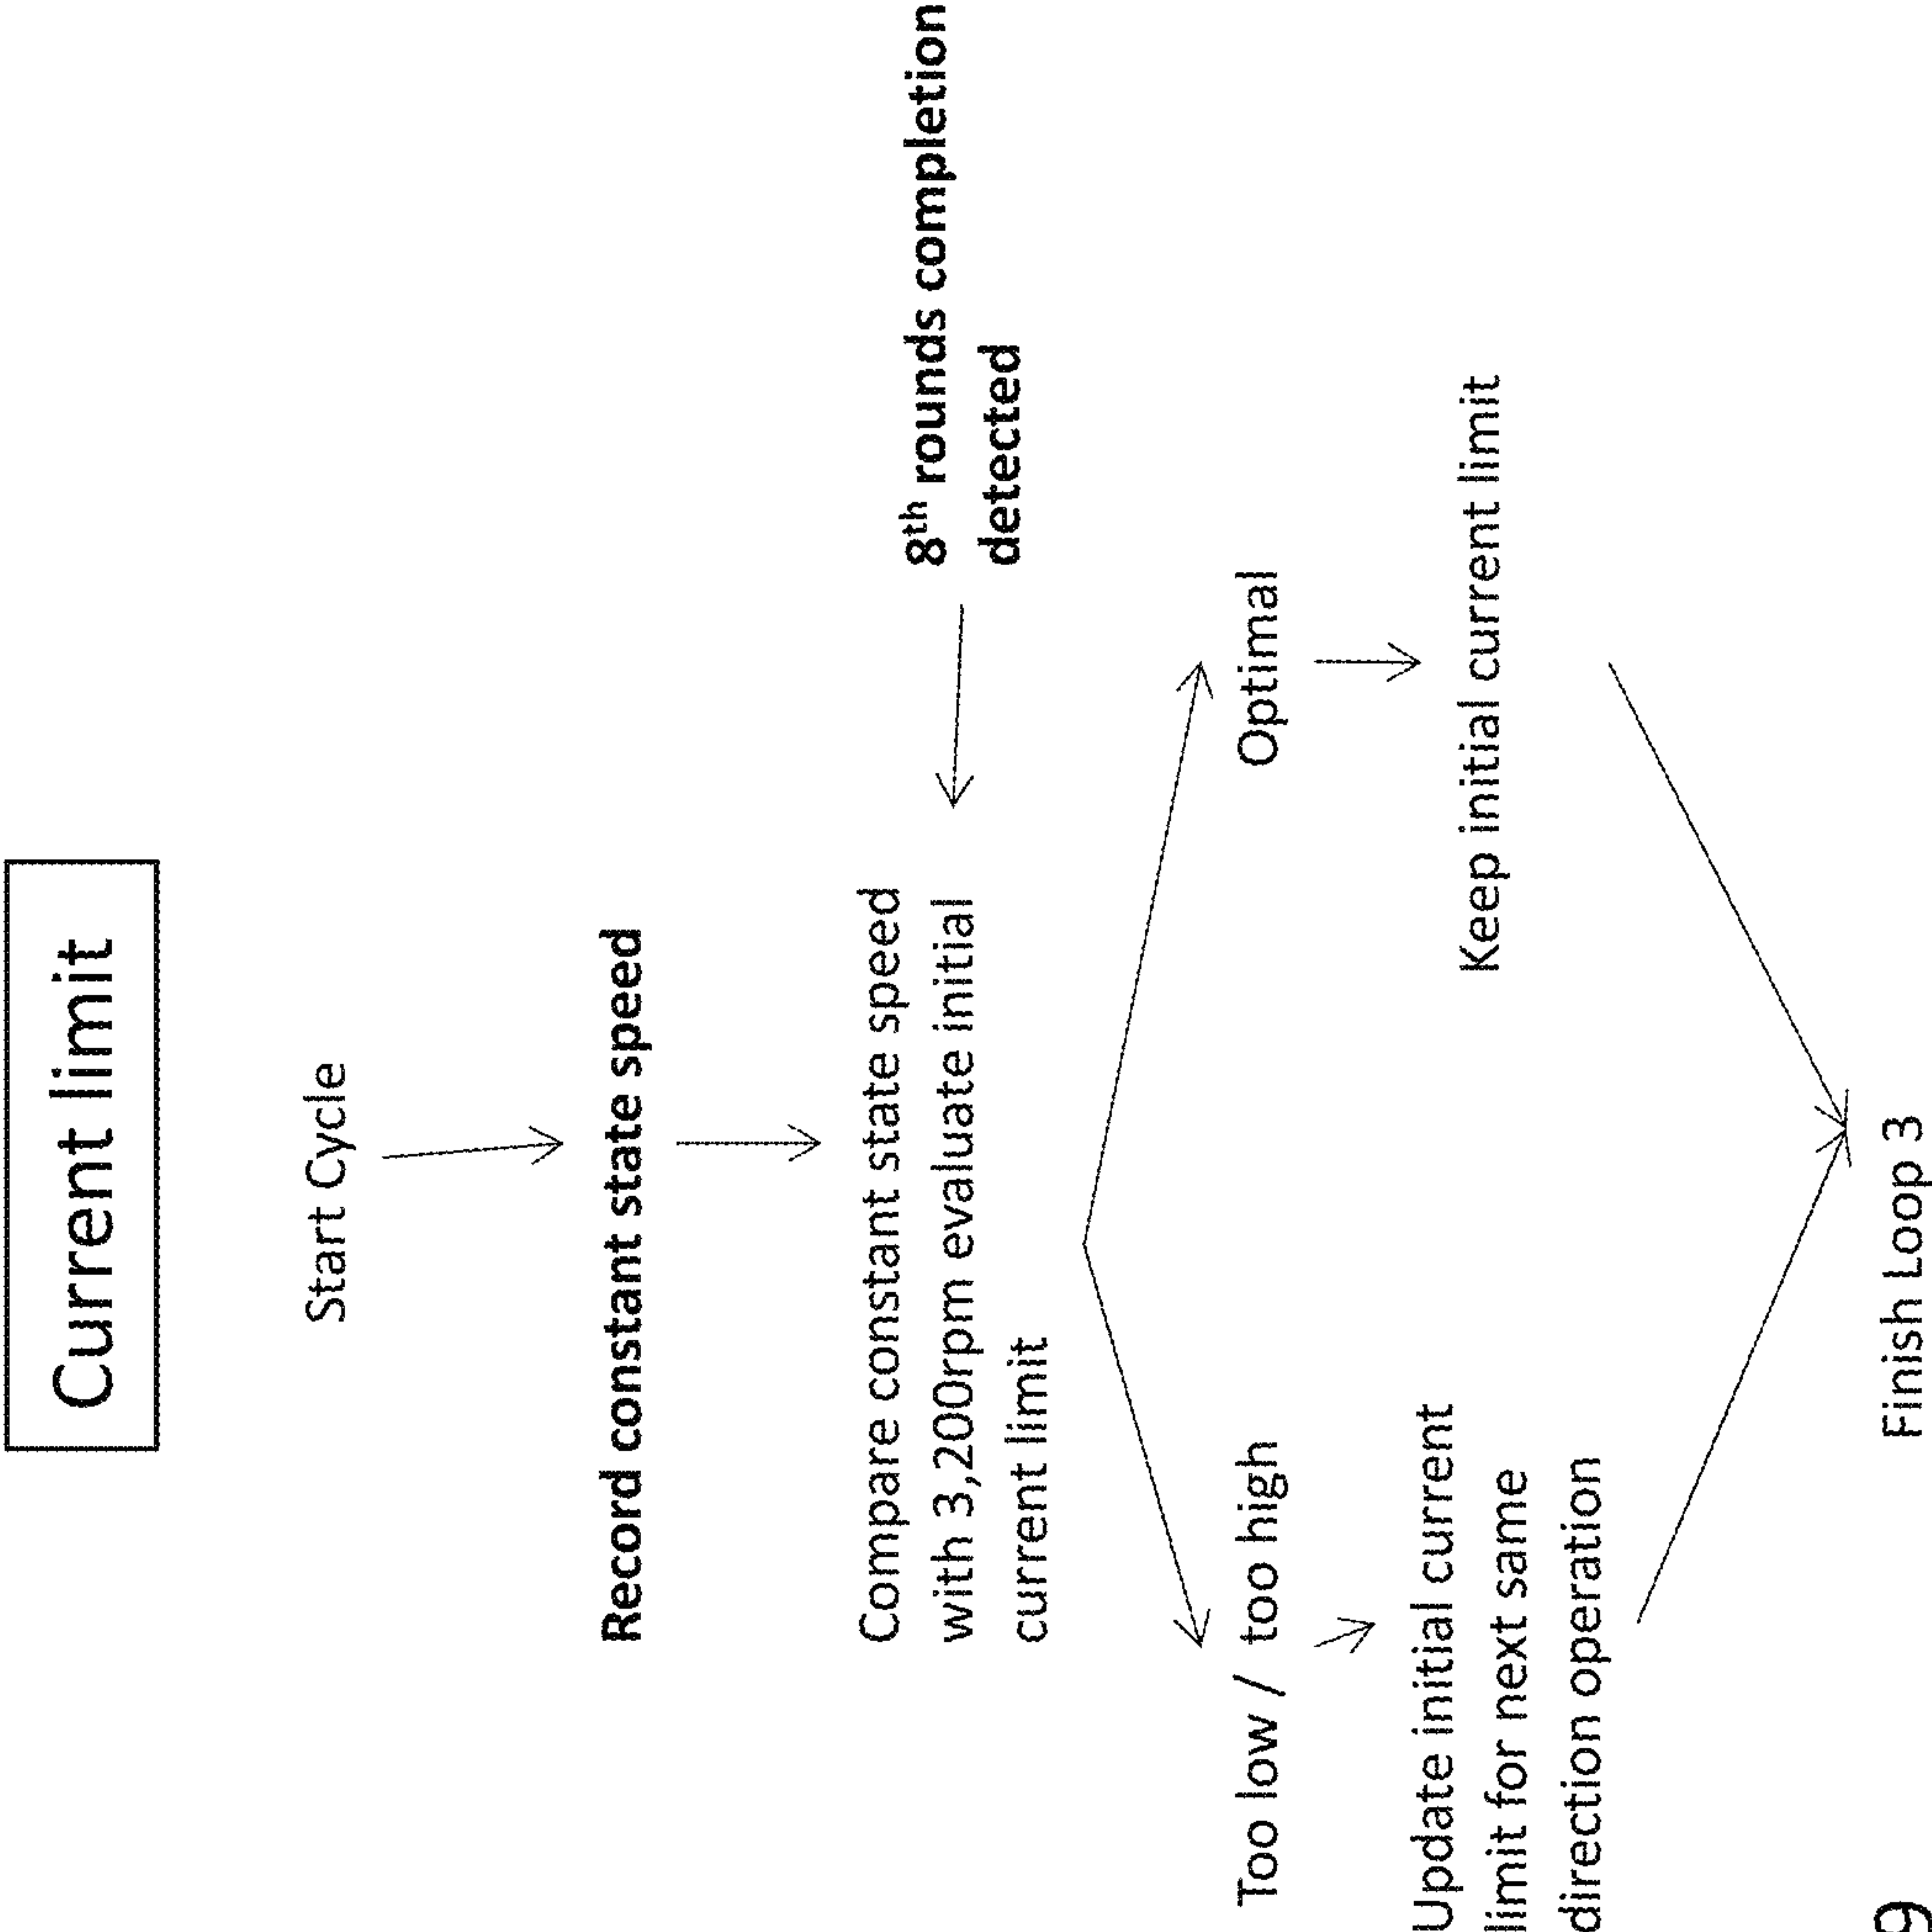 Current limit
Start Cycle
Record constant state speed
Compare constant state speed
with 3,200rpm evaluate initial
current limit
8th rounds completion
detected
Too low / too high
Optimal
Update initial current
limit for next same
direction operation
Keep initial current limit
Finish Loop 3
9